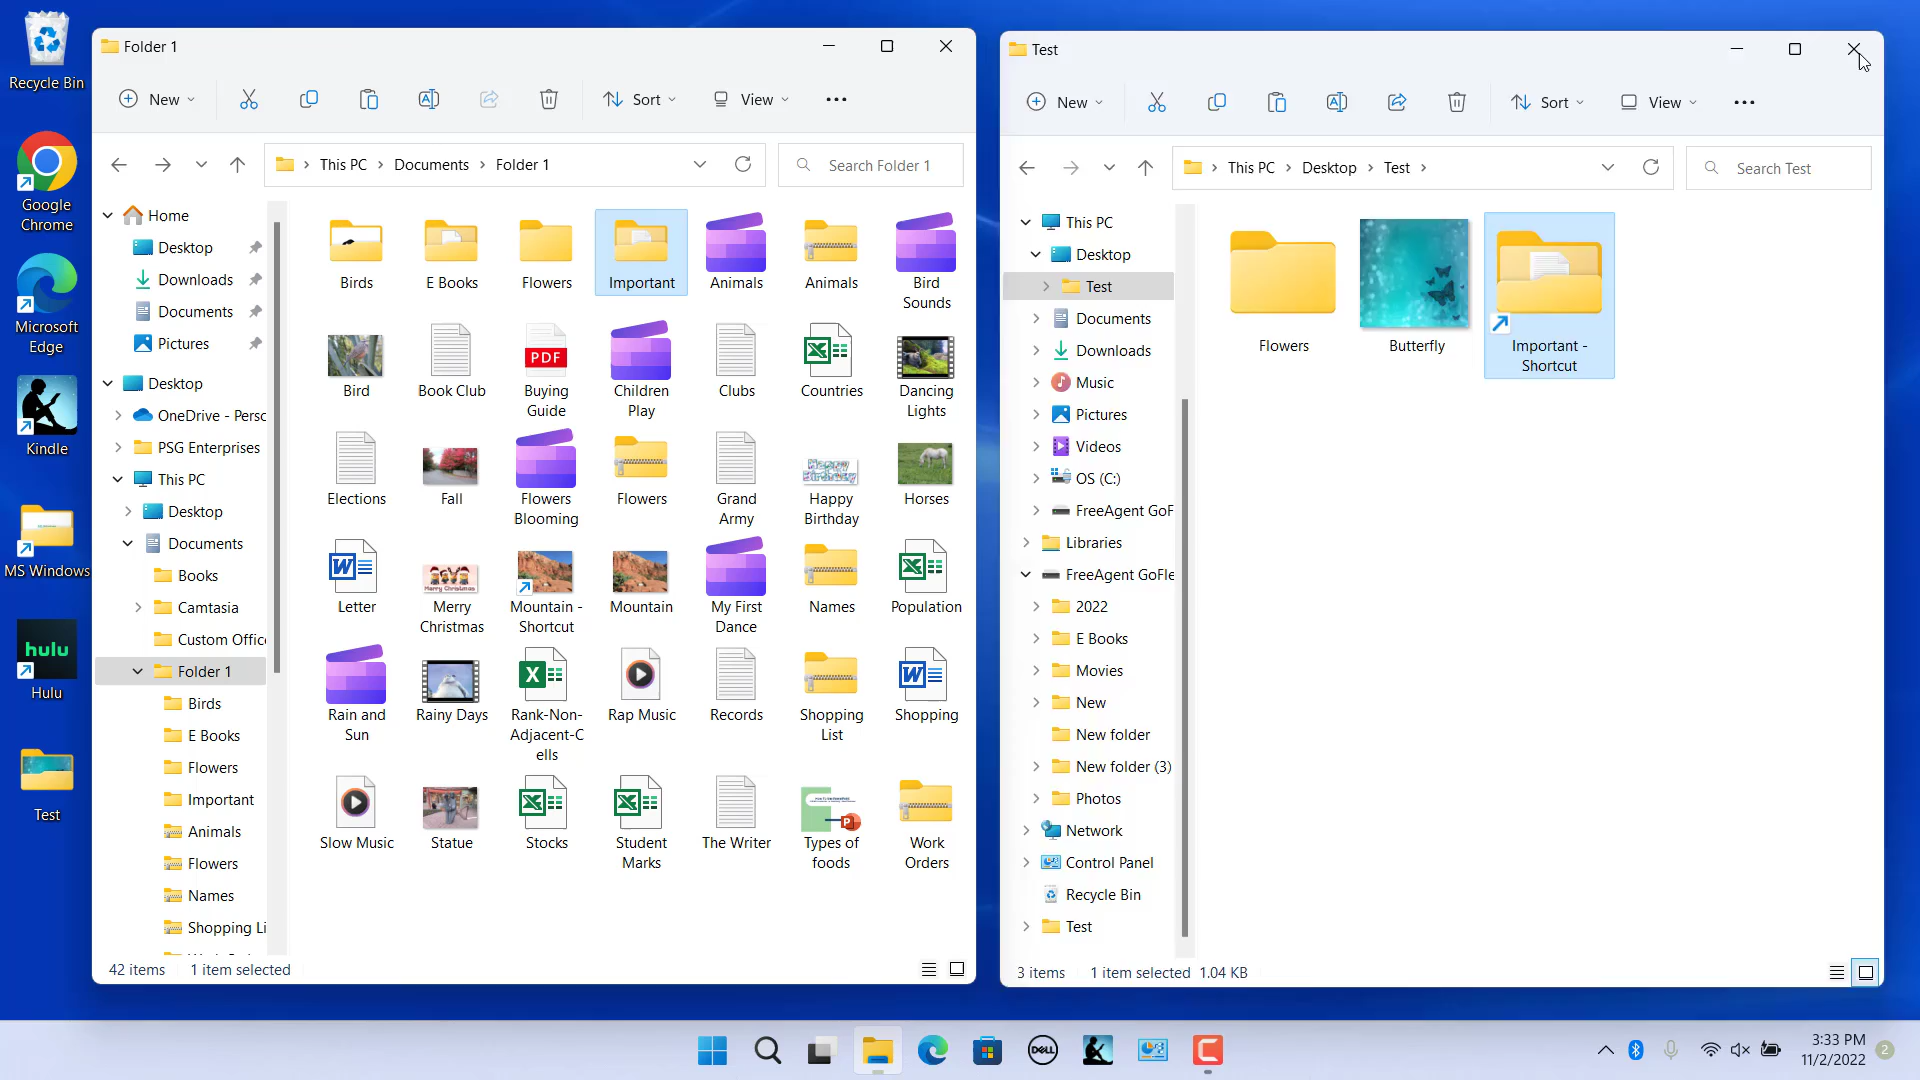 Recycle Bin
Google
Chrome
Microsoft
Edge
Kindle
MS Windows
hulu
Hulu
Test
Folder 1
New
Sort
View
This PC
Documents
Folder 1
Search Folder 1
Home
Desktop
Downloads
Documents
Pictures
Desktop
OneDrive - Persc
PSG Enterprises
This PC
Desktop
Documents
Books
Camtasia
Custom Offic
Folder 1
Birds
E Books
Flowers
Important
Animals
Flowers
Names
Shopping Li
Birds
E Books
Flowers
Important
Animals
Animals
Bird
Sounds
Bird
Book Club
PDF
Buying
Guide
Children
Play
Clubs
Countries
Dancing
Lights
Elections
Fall
Flowers
Blooming
Flowers
Grand
Army
Happy
Birthday
Horses
Letter
Merry
Christmas
Mountain -
Shortcut
Mountain
My First
Dance
Names
Population
Rain and
Sun
Rainy Days
Rank-Non-
Adjacent-C
ells
Rap Music
Records
Shopping
List
Shopping
Slow Music
Statue
Stocks
Student
Marks
The Writer
Types of
foods
Work
Orders
42 items
1 item selected
Test
New
Sort
View
This PC
Desktop
Test
Search Test
This PC
Desktop
Test
Documents
Downloads
Music
Pictures
Videos
OS (C:)
FreeAgent GoF
Libraries
FreeAgent GoFle
2022
E Books
Movies
New
New folder
New folder (3)
Photos
Network
Control Panel
Recycle Bin
Test
Flowers
Butterfly
Important -
Shortcut
3 items
1 item selected 1.04 KB
DELL
3:33 PM
11/2/2022
2